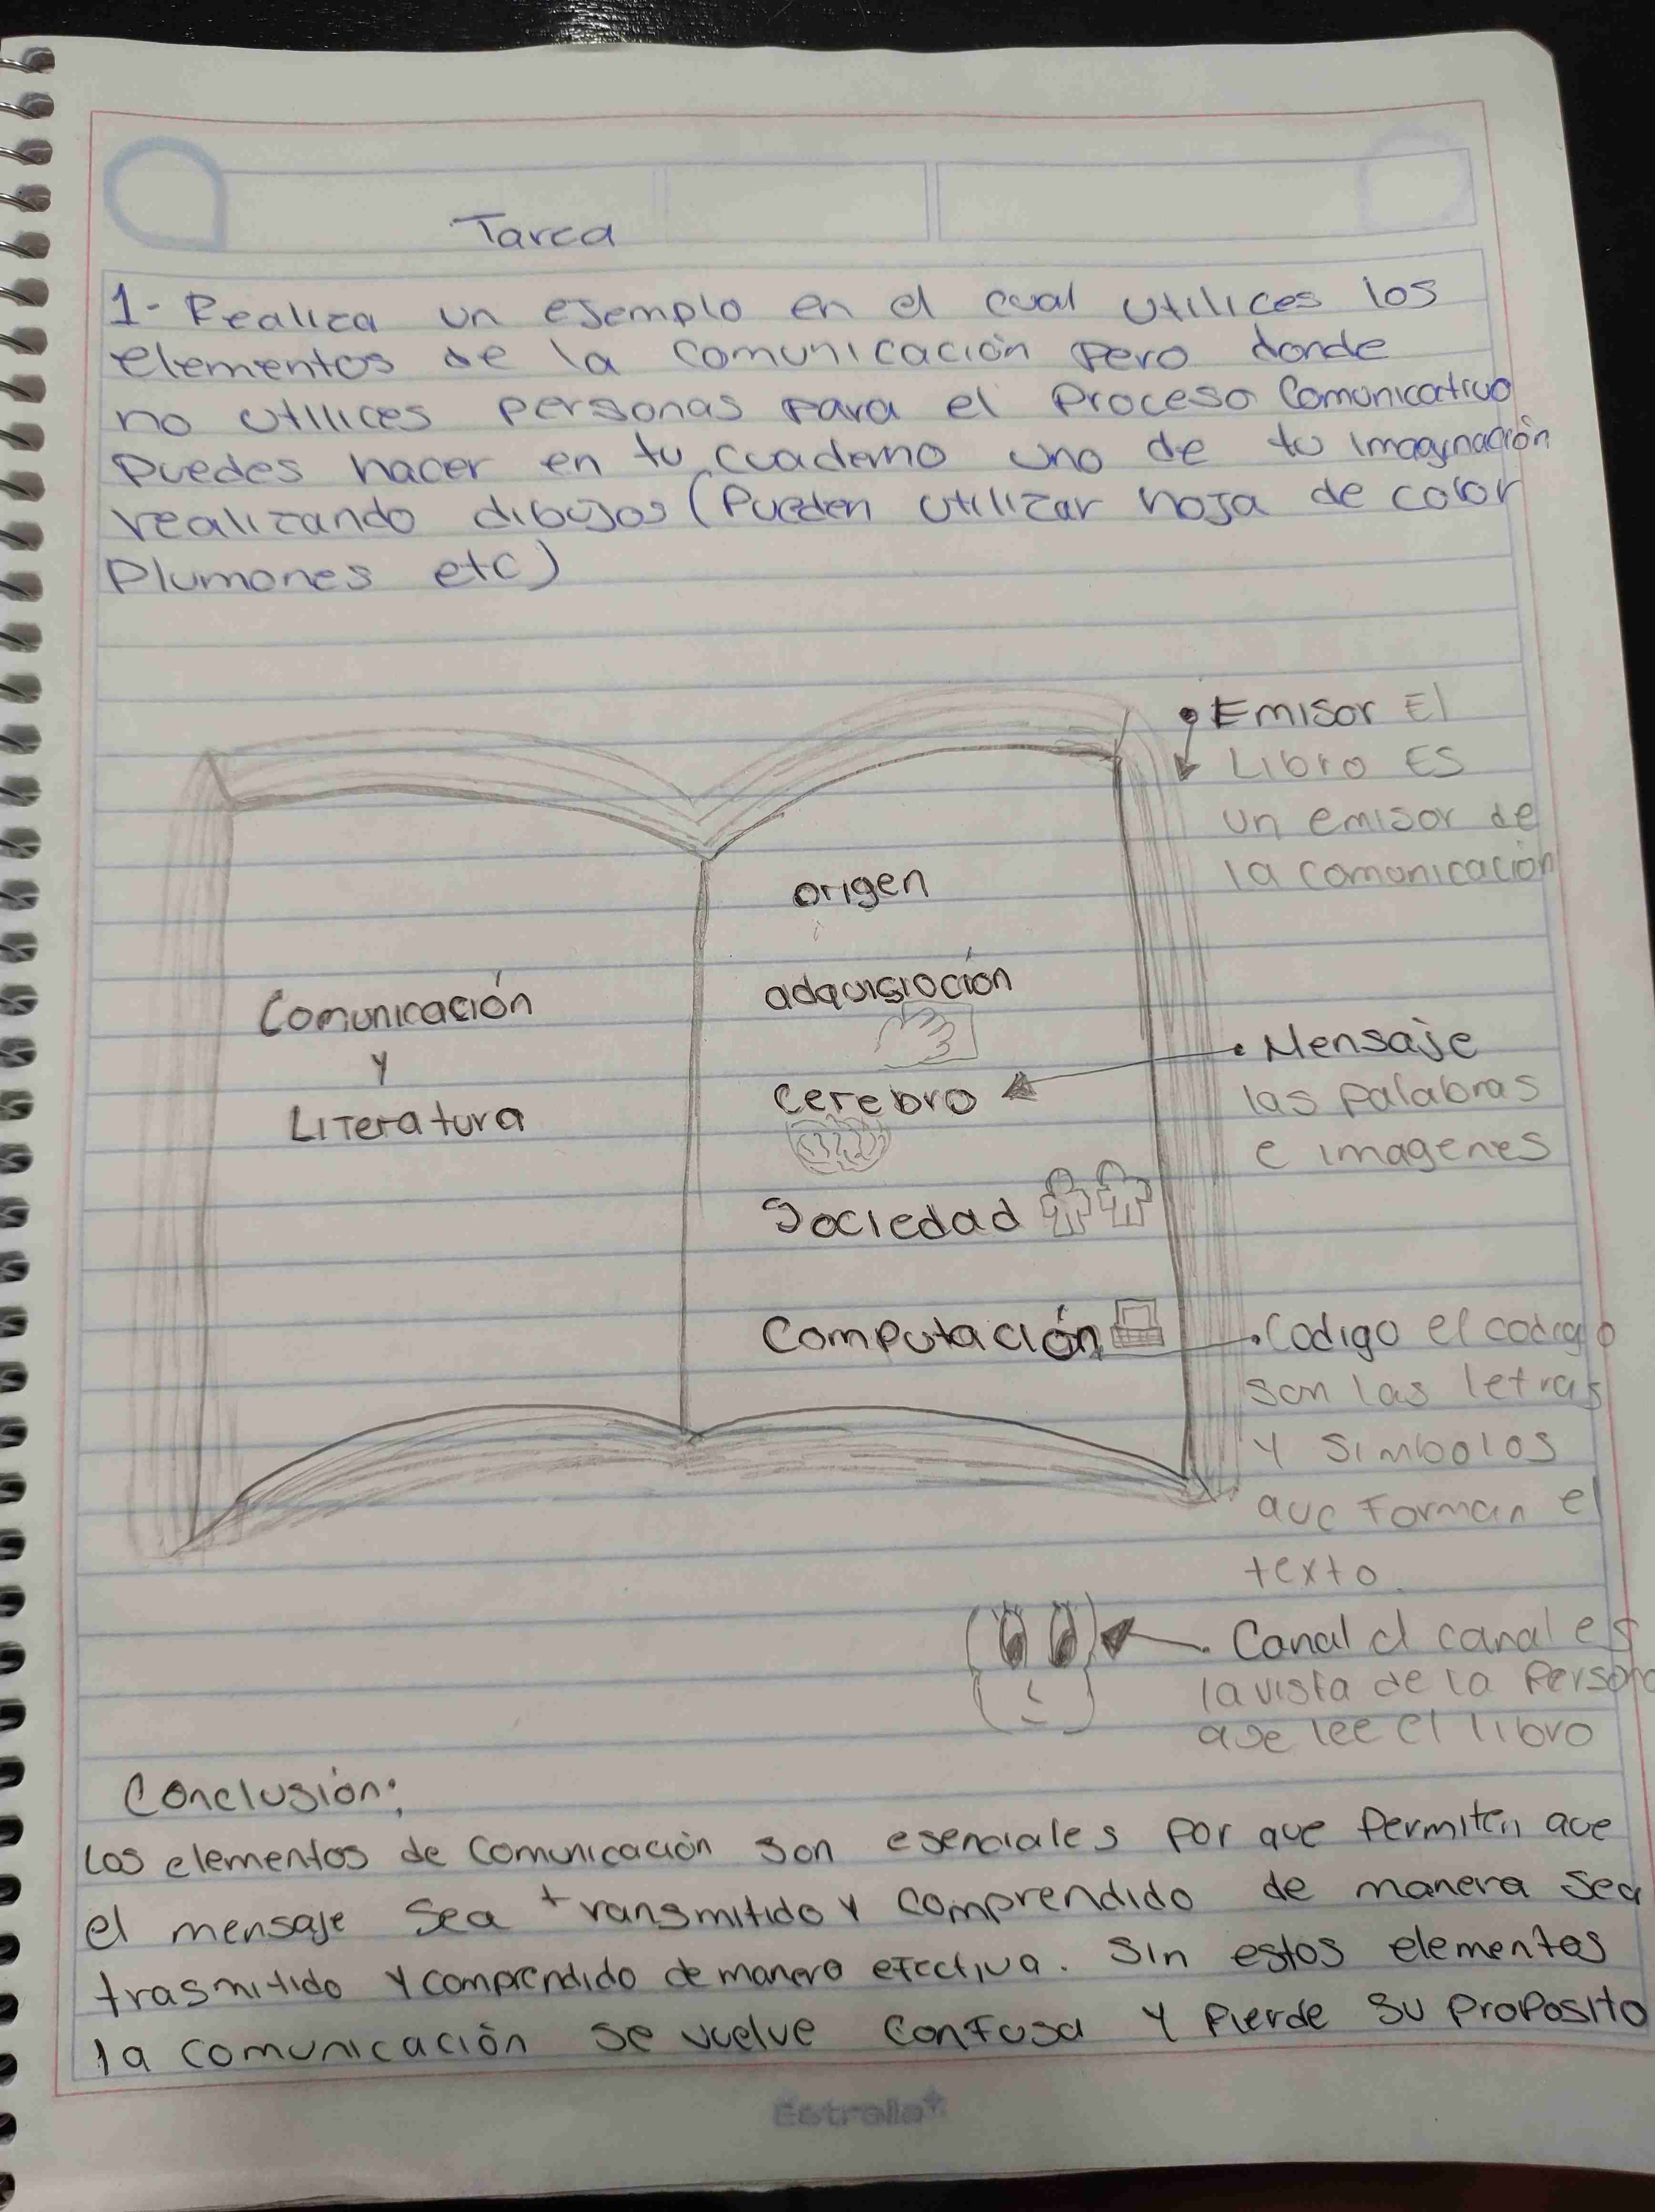 Tarea
1- Realiza un ejemplo en el cual utilices los
elementos de la comunicación pero donde
no utilices personas para el proceso comunicativo
puedes hacer en tu cuaderno uno de tu imaginación
realizando dibujos (Pueden utilizar hoja de color
Plumones etc)
Comunicación
y
Literatura
origen
adquisiocion
Cerebro
Sociedad
Computación
• Emisor El
Libro Es
un emisor de
la comunicación
• Mensaje
las palabras
e imagenes
• Codigo el codigo
son las letras
y simbolos
que Forman el
texto.
• Canal el canal es
la vista de la persona
que lee el libro
Conclusión:
Los elementos de comunicación son esenciales por que permiten que
el mensaje sea transmitido y comprendido de manera sea
trasmitido y comprendido de manera efectiva. Sin estos elementos
la comunicación se vuelve confusa y pierde su proposito
Estrella